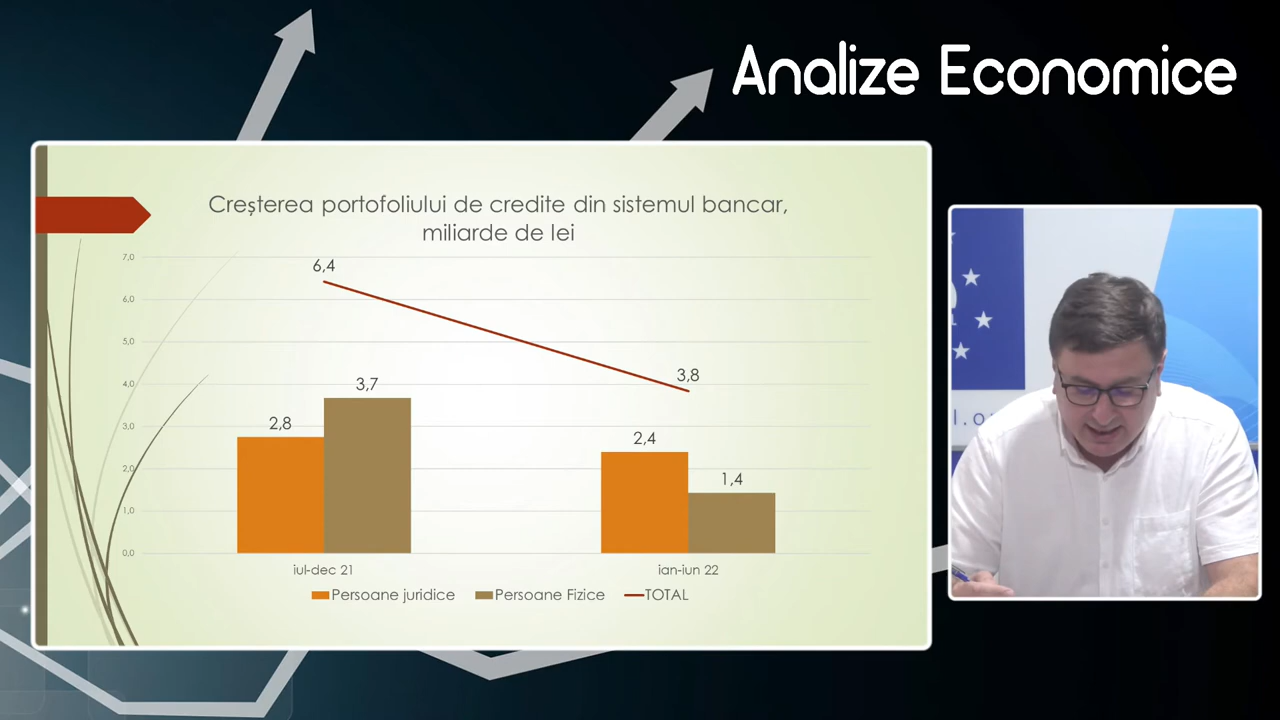 Analize Economice
Creșterea portofoliului de credite din sistemul bancar,
miliarde de lei
7,0
6,0
5,0
4,0
3,0
2,0
1,0
0,0
6,4
3,8
2,8
3,7
2,4
1,4
iul-dec 21
ian-iun 22
Persoane juridice
Persoane Fizice
TOTAL